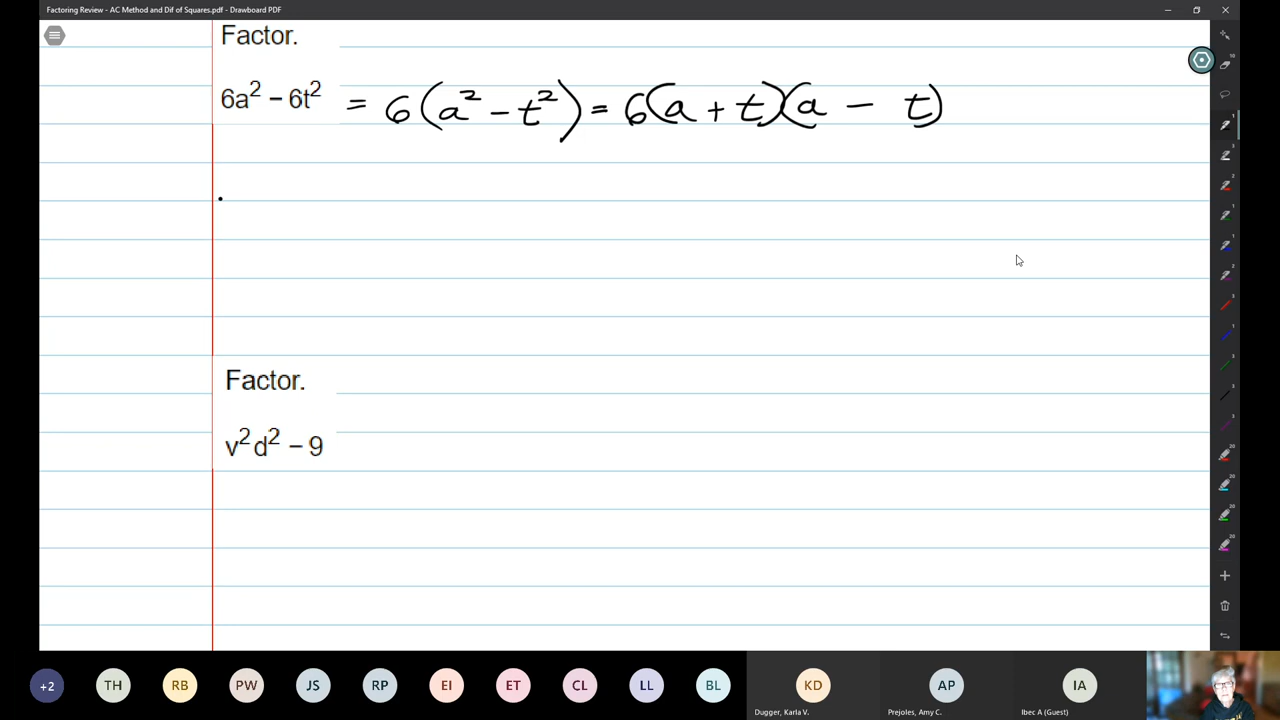 Factoring Review - AC Method and Dif of Squares.pdf - Drawboard PDF
Factor.
6a² − 6t² = 6(a² − t²) = 6(a + t)(a − t)
Factor.
v²d² − 9
+2 TH RB PW JS RP EI ET CL LL BL KD AP IA
Dugger, Karla V. Prejoles, Amy C. Ibec A (Guest)